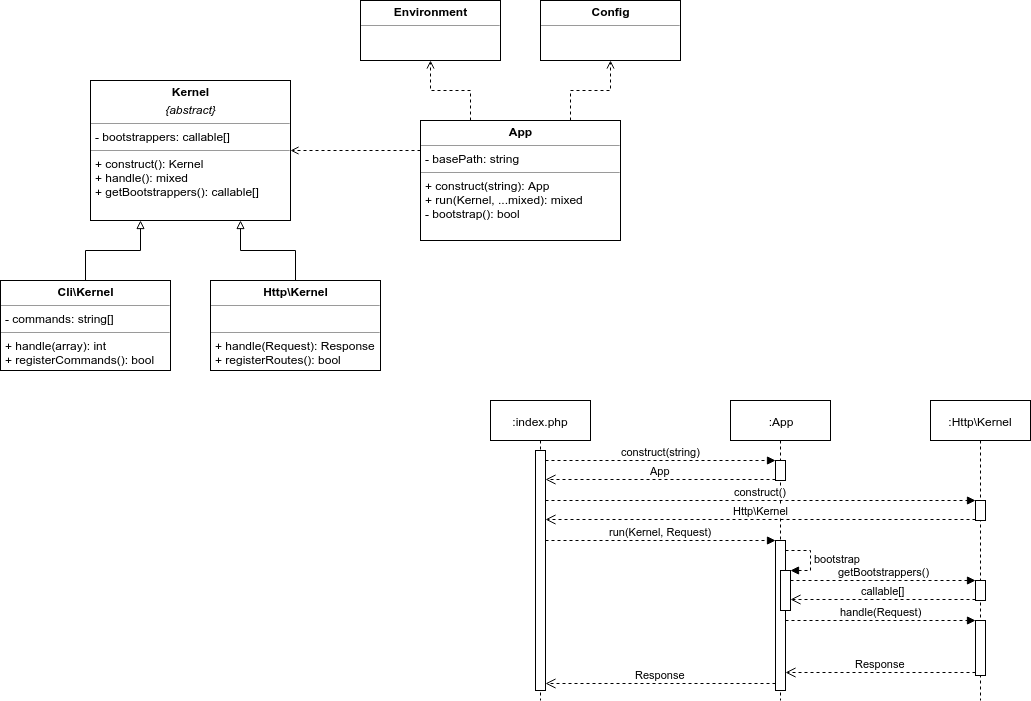 Environment
Config
Kernel
{abstract}
- bootstrappers: callable[]
+ construct(): Kernel
+ handle(): mixed
+ getBootstrappers(): callable[]
App
- basePath: string
+ construct(string): App
+ run(Kernel, ...mixed): mixed
- bootstrap(): bool
Cli\Kernel
- commands: string[]
+ handle(array): int
+ registerCommands(): bool
Http\Kernel
+ handle(Request): Response
+ registerRoutes(): bool
:index.php
:App
:Http\Kernel
construct(string)
App
construct()
Http\Kernel
run(Kernel, Request)
bootstrap
getBootstrappers()
callable[]
handle(Request)
Response
Response